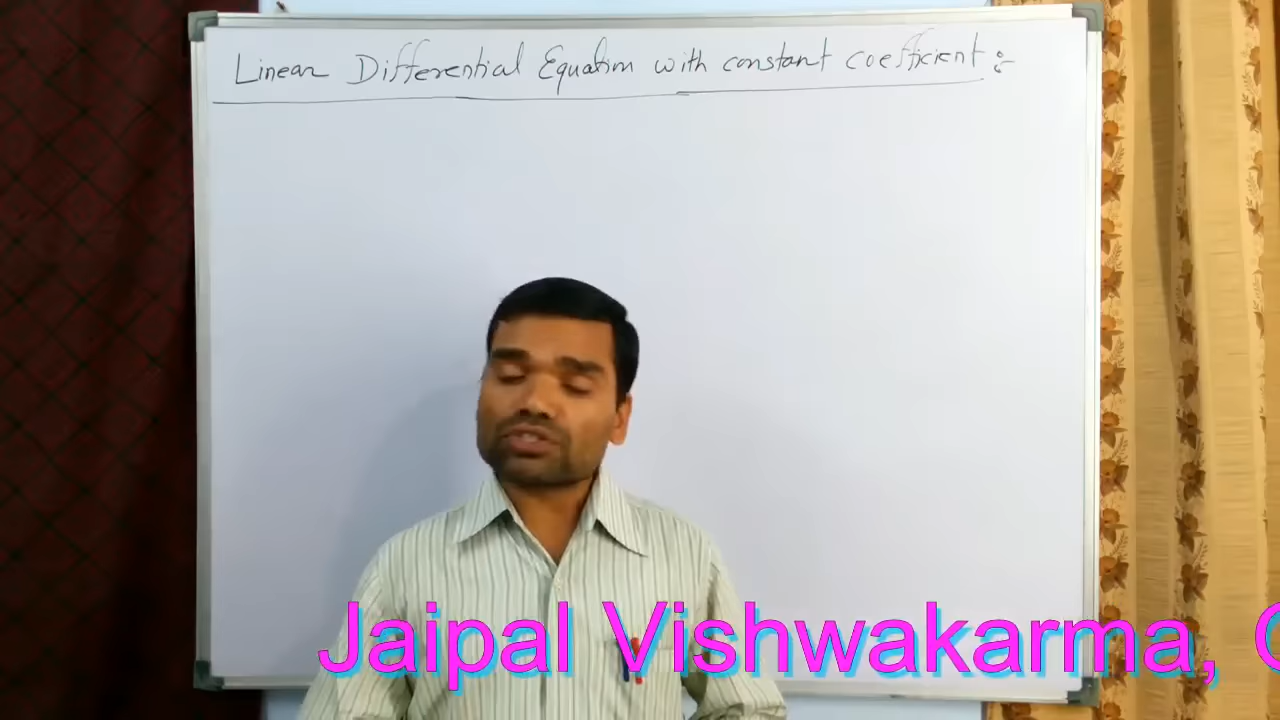 Linear Differential Equation with constant coefficient :-
Jaipal Vishwakarma,